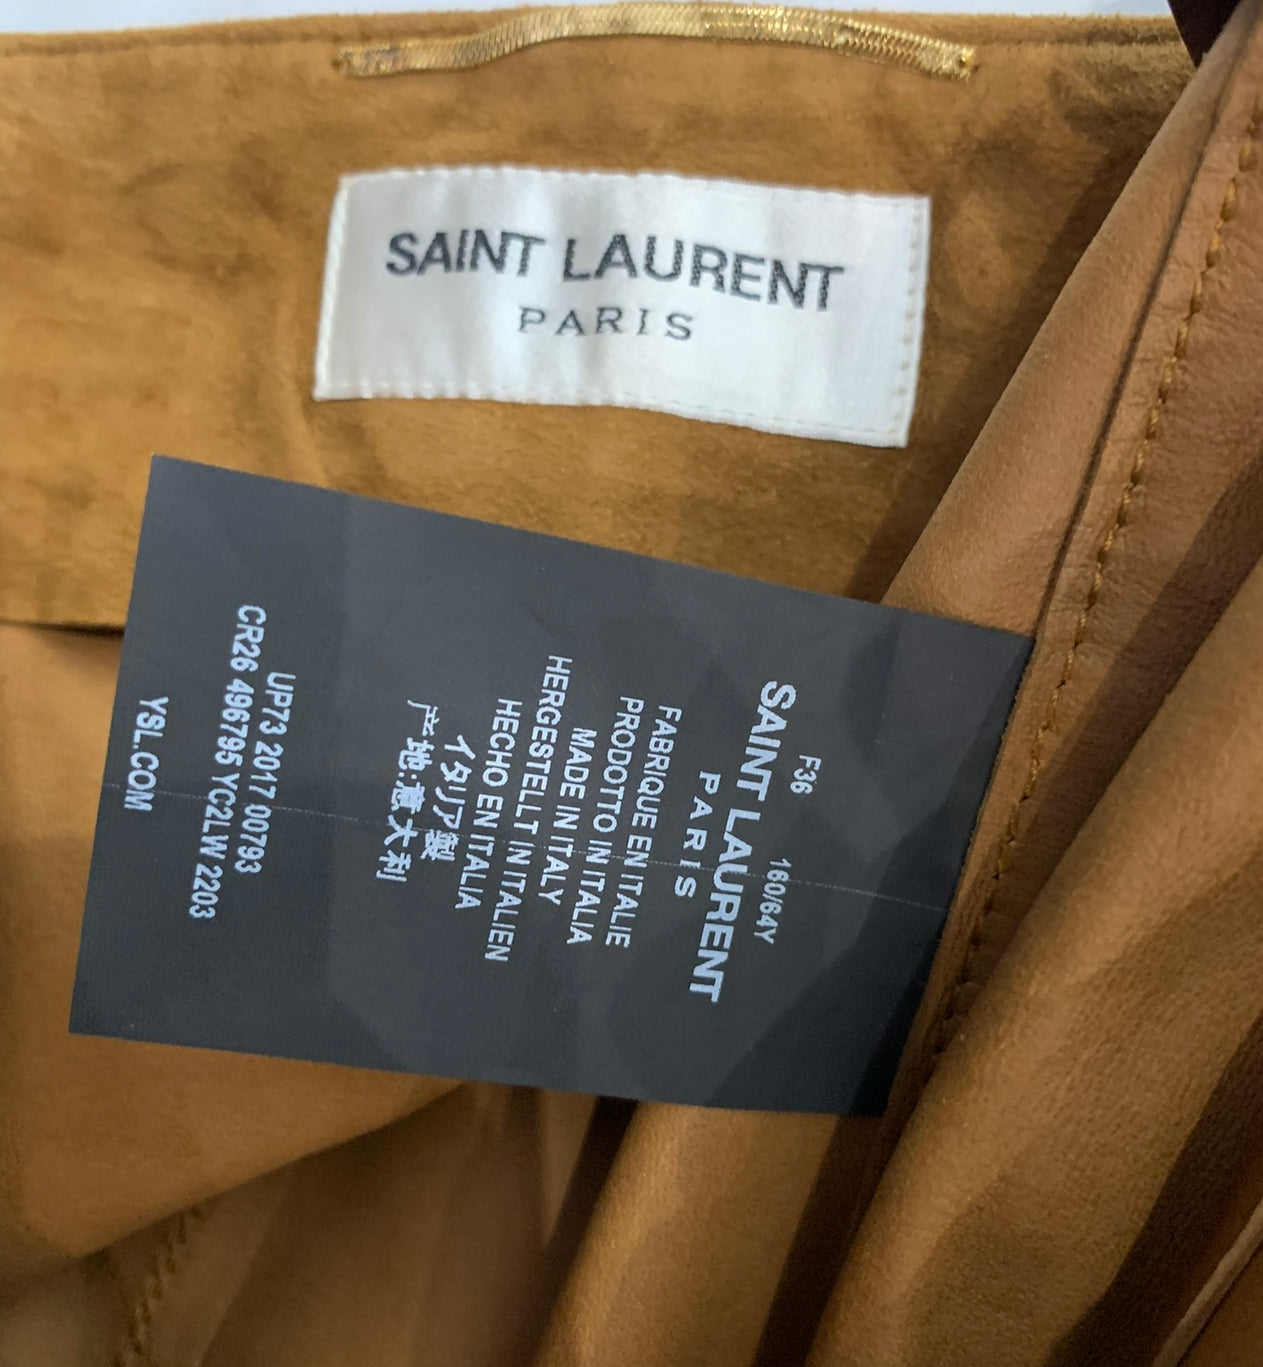 SAINT LAURENT
PARIS
F36 160/64Y
SAINT LAURENT
PARIS
FABRIQUE EN ITALIE
PRODOTTO IN ITALIA
MADE IN ITALY
HERGESTELLT IN ITALIEN
HECHO EN ITALIA
イタリア製
产地:意大利
UP73 2017 00793
CR26 496795 YC2LW 2203
YSL.COM